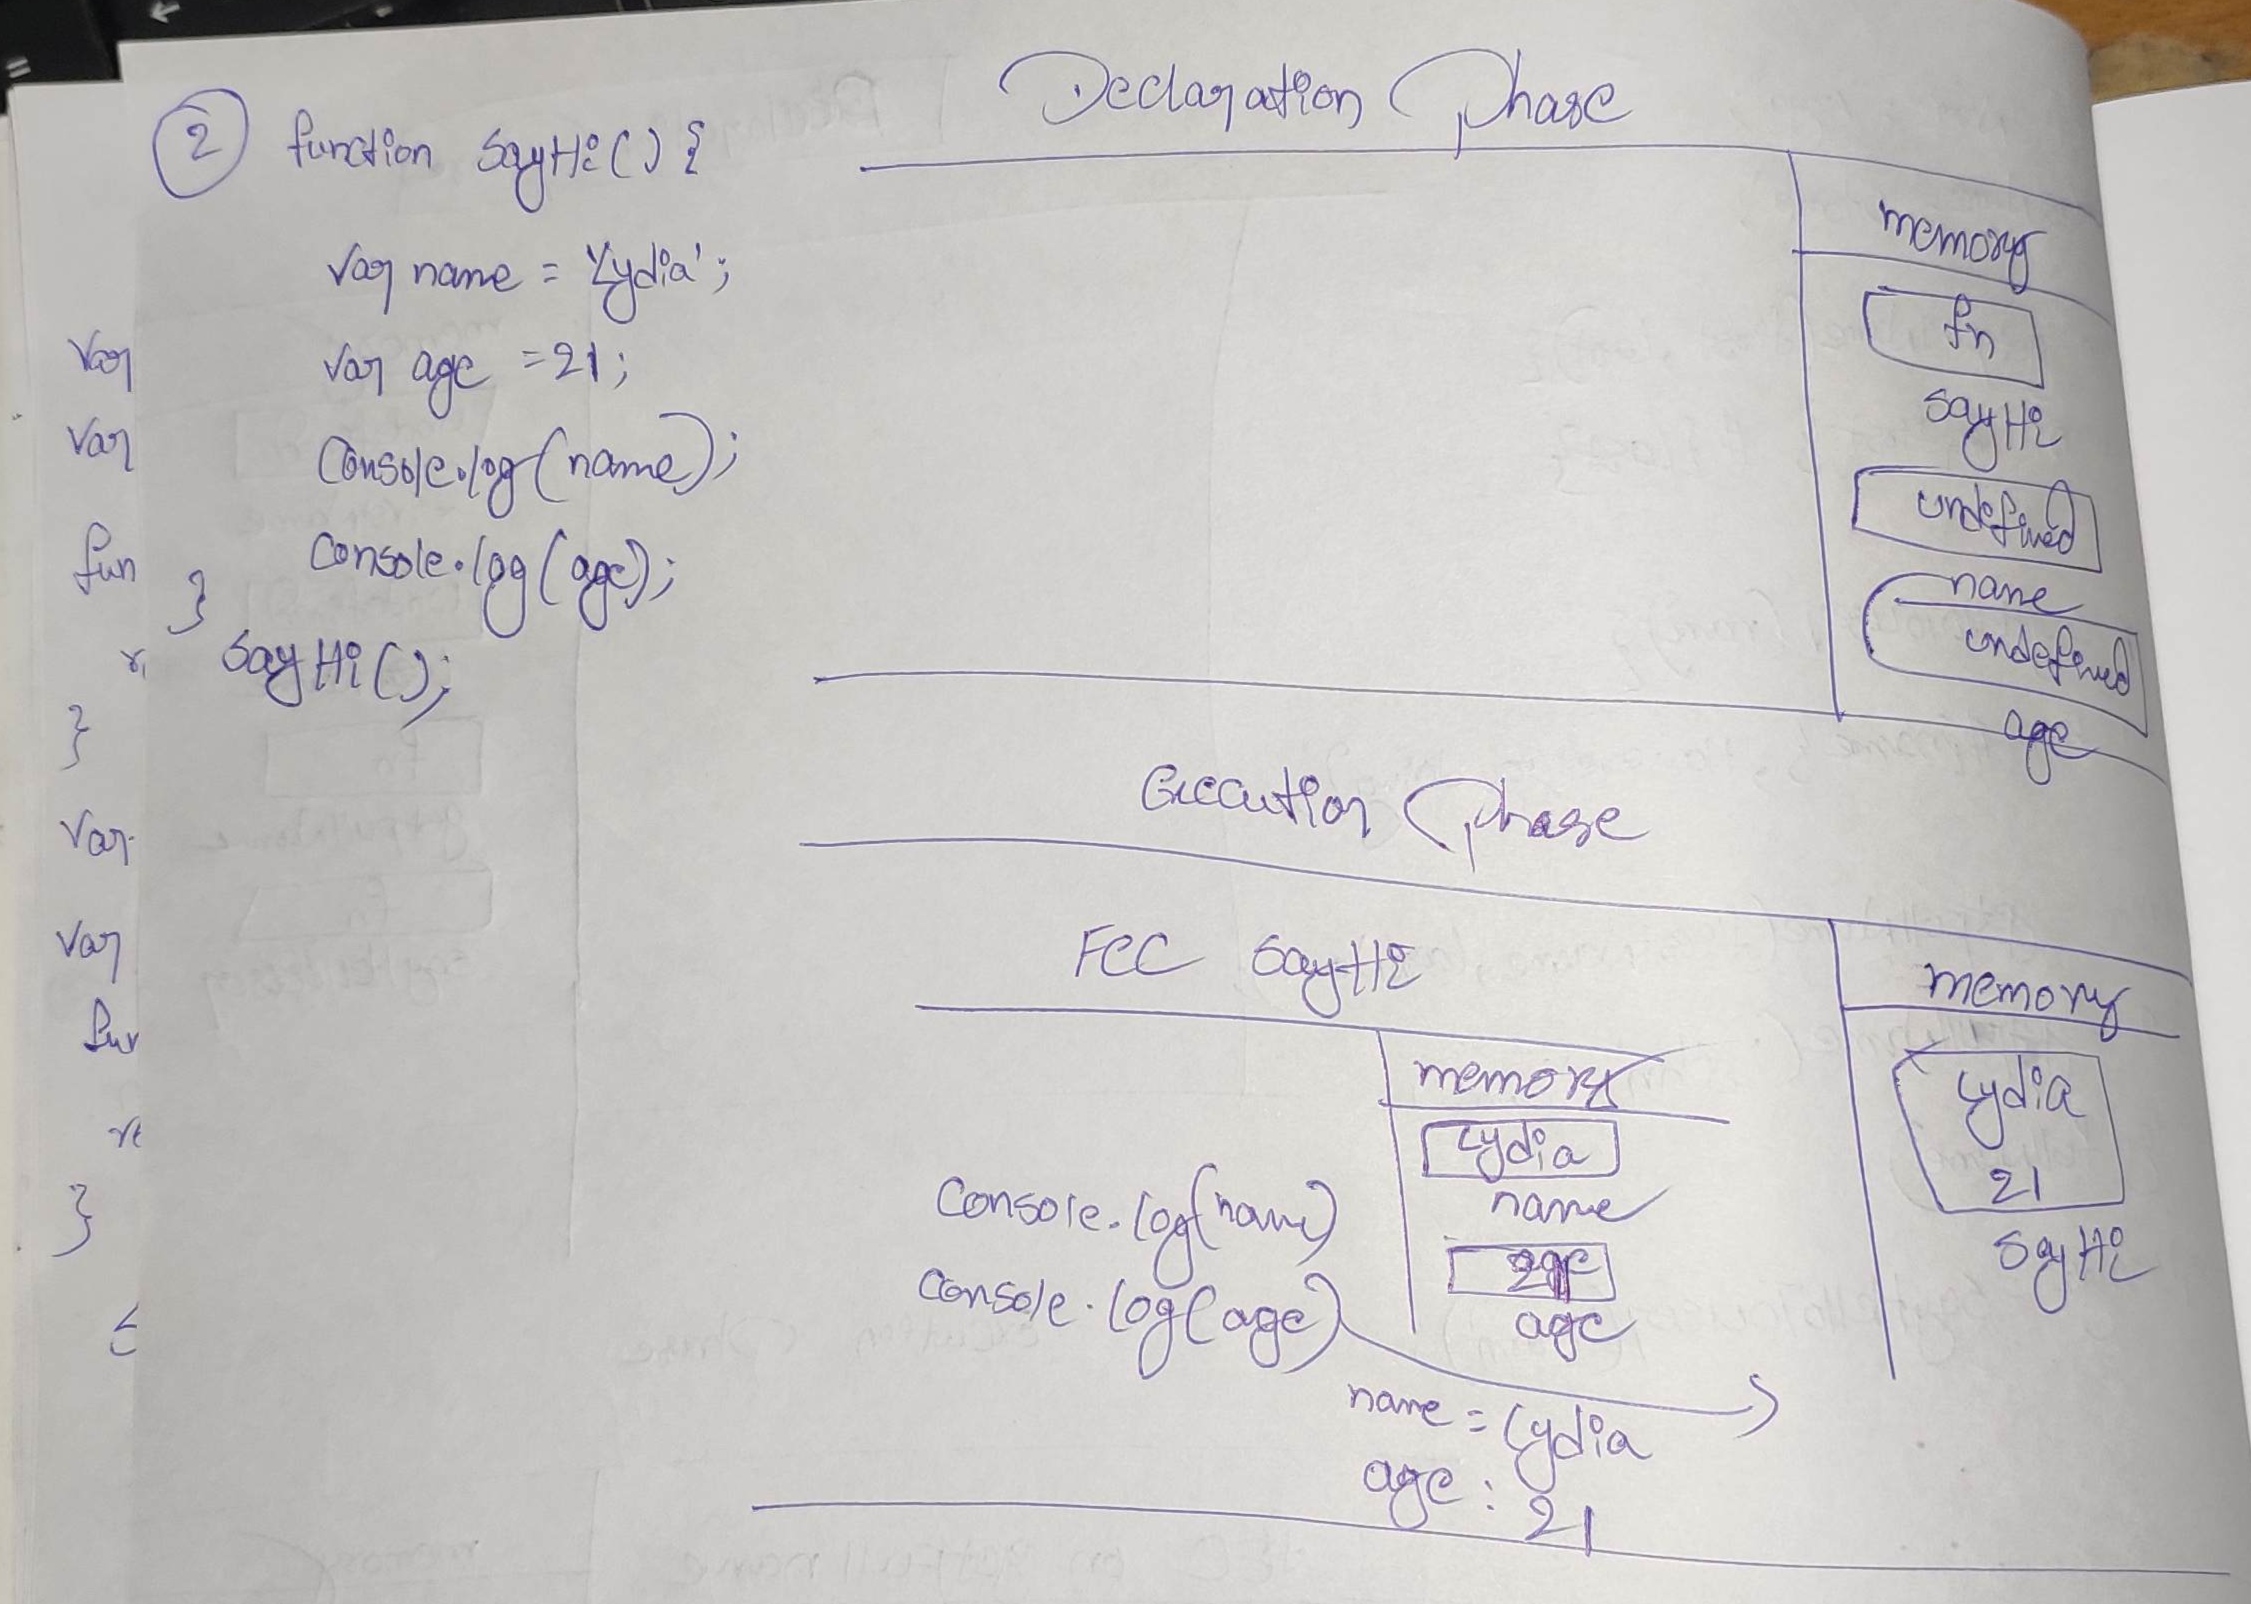 2 function sayHi() {
var name = 'Lydia';
var age = 21;
Console.log(name);
Console.log(age);
}
sayHi();
Var
Var
fun
}
Var
Var
fun
re
}
Declaration Phase
memory
fn
sayHi
undefined
name
undefined
age
Execution Phase
FEC sayHi
memory
Lydia
name
age
Console.log(name)
Console.log(age)
name = Lydia
age : 21
memory
Lydia
21
sayHi